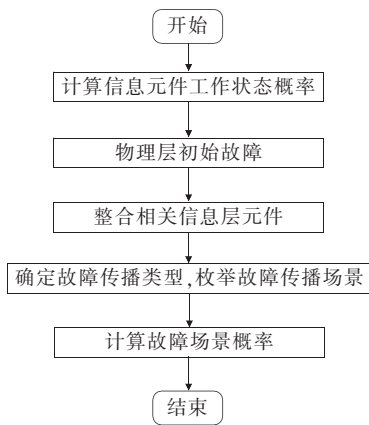 开始
计算信息元件工作状态概率
物理层初始故障
整合相关信息层元件
确定故障传播类型,枚举故障传播场景
计算故障场景概率
结束